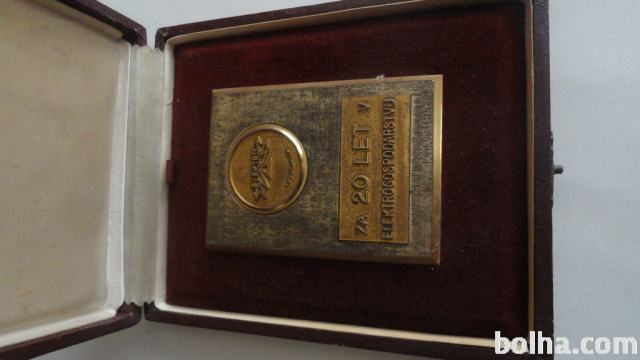 ZA 20 LET V
ELEKTROGOSPODARSTVU
bolha.com